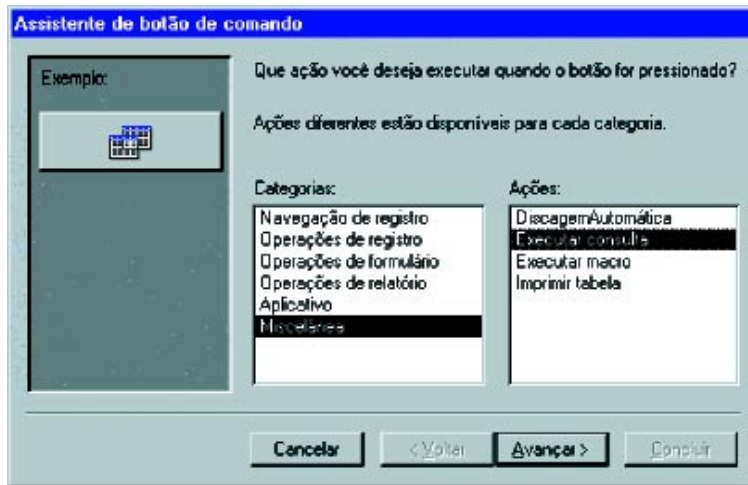 Assistente de botão de comando
Exemplo:
Que ação você deseja executar quando o botão for pressionado?
Ações diferentes estão disponíveis para cada categoria.
Categorias:
Navegação de registro
Operações de registro
Operações de formulário
Operações de relatório
Aplicativo
Miscelânea
Ações:
DiscagemAutomática
Executar consulta
Executar macro
Imprimir tabela
Cancelar
< Voltar
Avançar >
Concluir